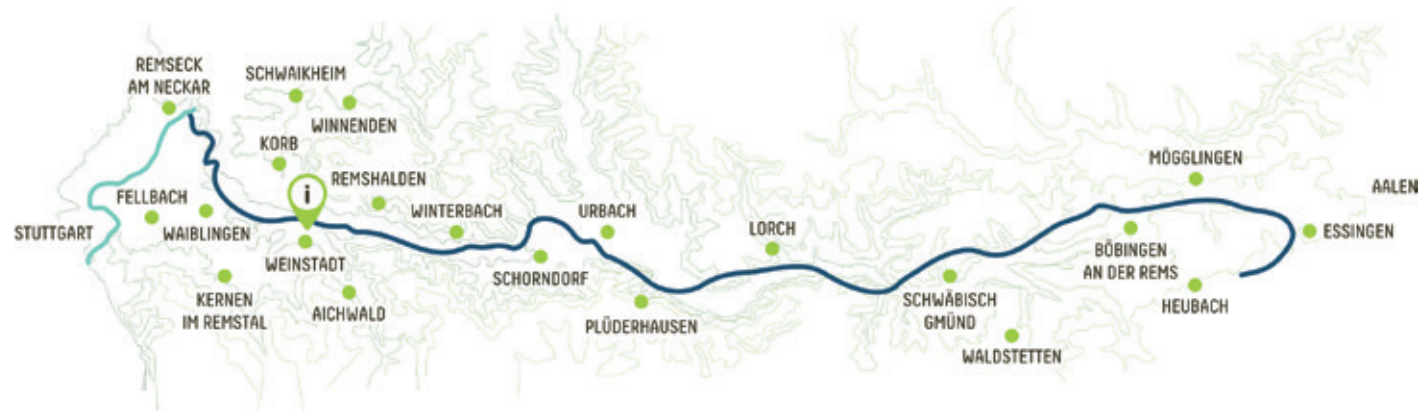 REMSECK
AM NECKAR
SCHWAIKHEIM
WINNENDEN
KORB
i
REMSHALDEN
FELLBACH
WAIBLINGEN
STUTTGART
WEINSTADT
KERNEN
IM REMSTAL
AICHWALD
WINTERBACH
SCHORNDORF
URBACH
PLÜDERHAUSEN
LORCH
SCHWÄBISCH
GMÜND
WALDSTETTEN
MÖGGLINGEN
BÖBINGEN
AN DER REMS
HEUBACH
AALEN
ESSINGEN